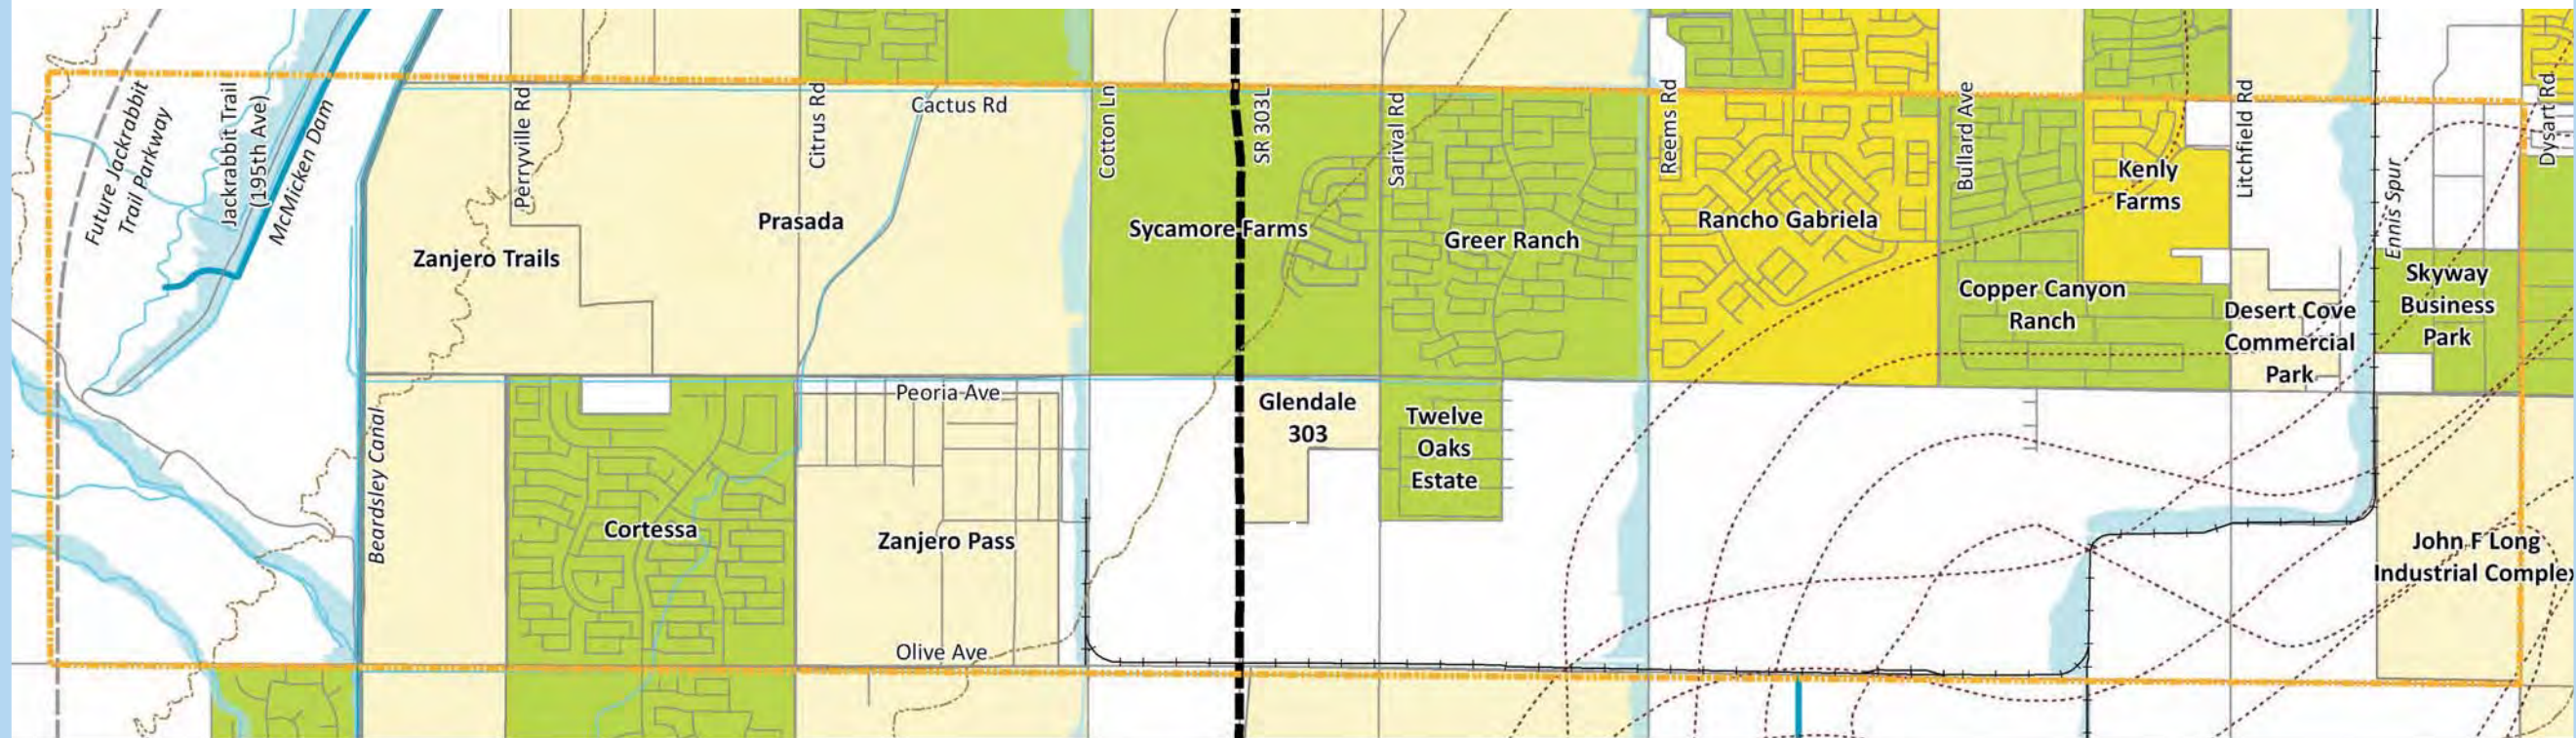 Future Jackrabbit
Trail Parkway
Jackrabbit Trail
(195th Ave)
McMicken Dam
Perryville Rd
Citrus Rd
Cactus Rd
Cotton Ln
SR 303L
Sarival Rd
Reems Rd
Bullard Ave
Litchfield Rd
Ennis Spur
Dysart Rd
Zanjero Trails
Prasada
Sycamore Farms
Greer Ranch
Rancho Gabriela
Kenly
Farms
Copper Canyon
Ranch
Desert Cove
Commercial
Park
Skyway
Business
Park
Beardsley Canal
Peoria Ave
Cortessa
Zanjero Pass
Glendale
303
Twelve
Oaks
Estate
John F Long
Industrial Complex
Olive Ave